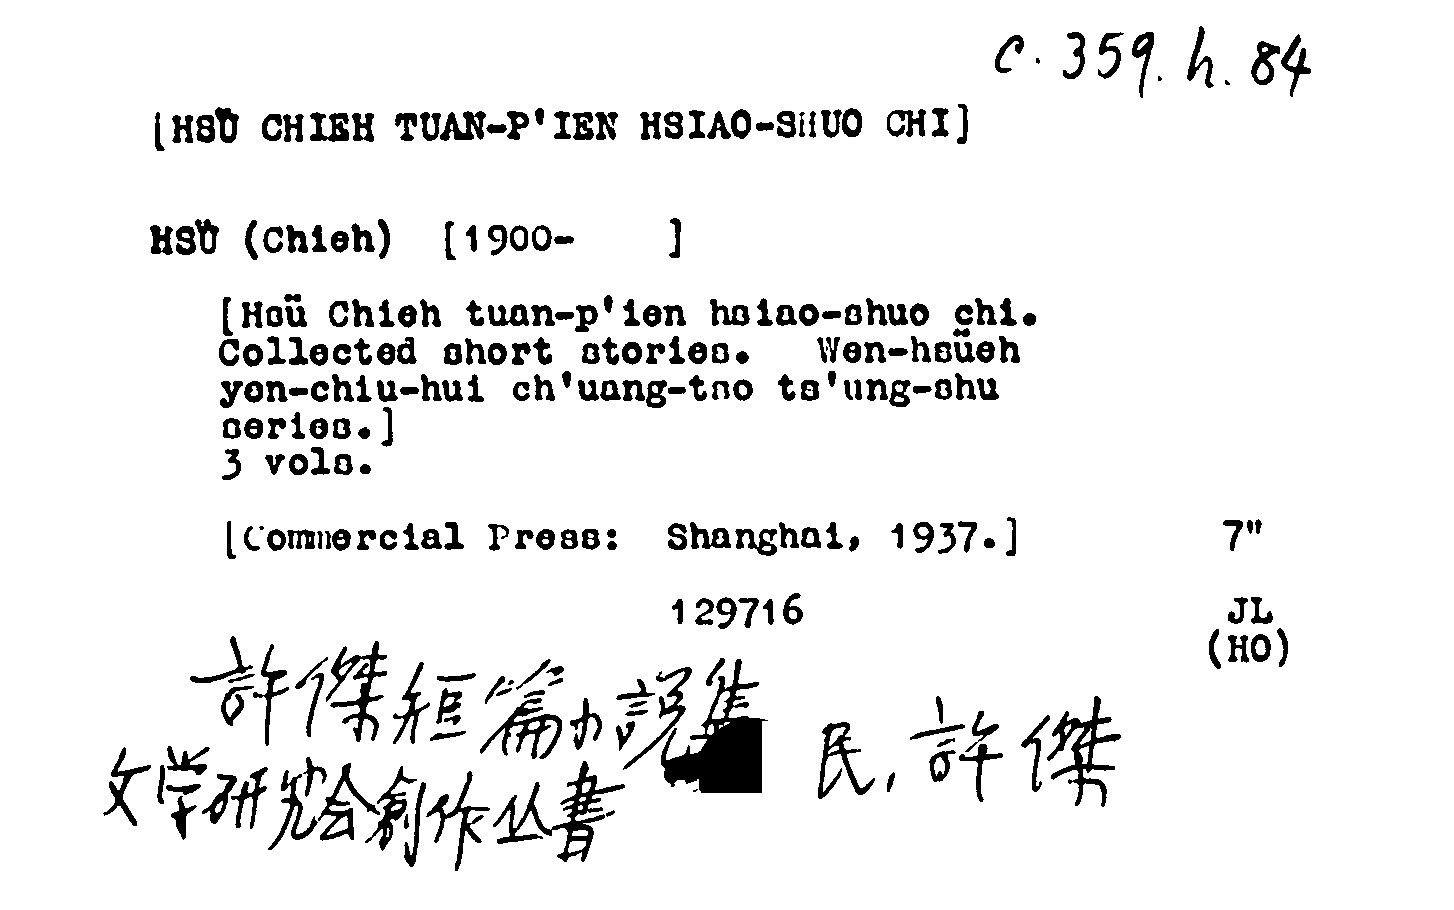 c. 359. h. 84
[HSÜ CHIEH TUAN-P'IEN HSIAO-SHUO CHI]
HSÜ (Chieh) [1900- ]
[Hsü Chieh tuan-p'ien hsiao-shuo chi.
Collected short stories. Wen-hsüeh
yen-chiu-hui ch'uang-tso ts'ung-shu
series.]
3 vols.
[Commercial Press: Shanghai, 1937.] 7"
129716 JL
(HO)
許傑短篇小說集 民, 許傑
文学研究会創作丛書